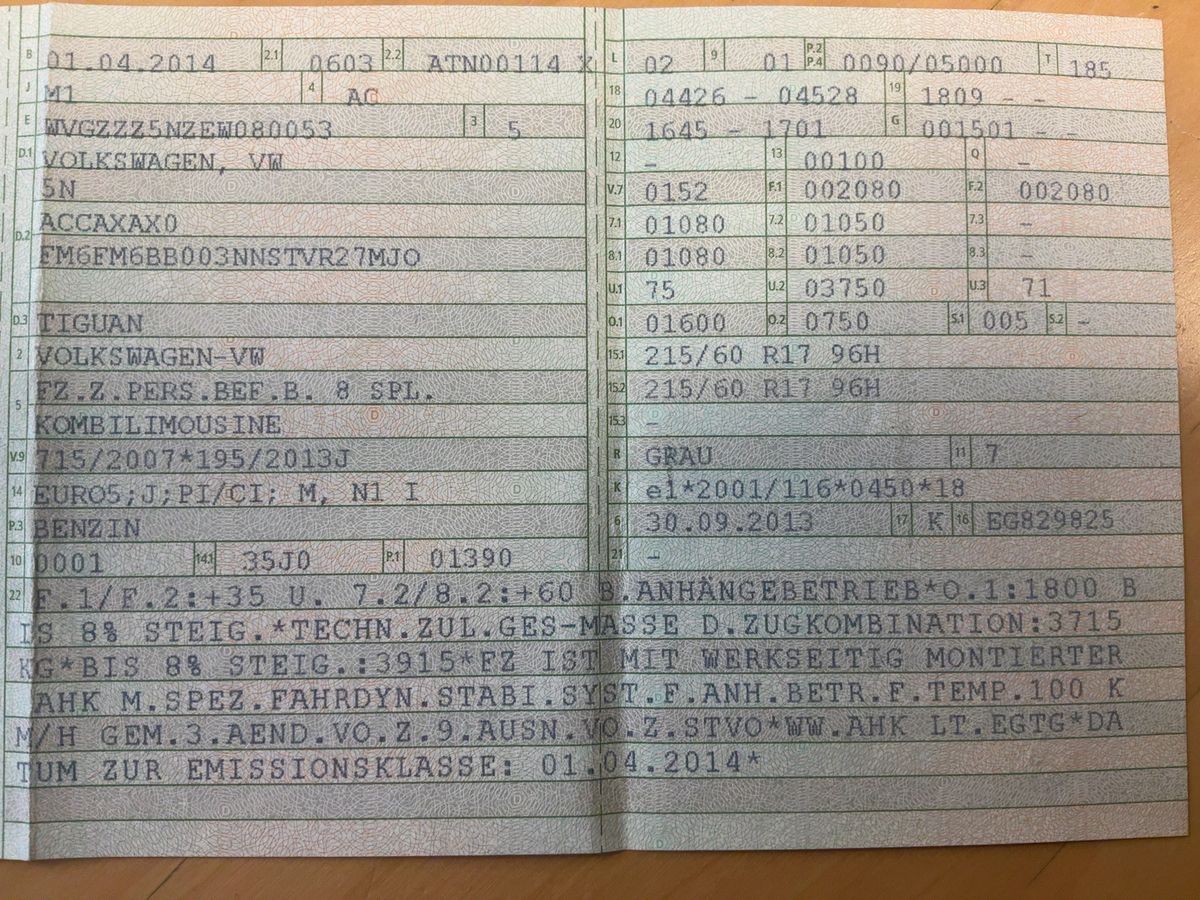 B 01.04.2014 2.1 0603 2.2 ATN00114 X
J M1 4 AC
E WVGZZZ5NZEW080053 3 5
D.1 VOLKSWAGEN, VW
5N
D.2 ACCAXAX0
FM6FM6BB003NNSTVR27MJO
D.3 TIGUAN
2 VOLKSWAGEN-VW
5 FZ.Z.PERS.BEF.B. 8 SPL.
KOMBILIMOUSINE
V.9 715/2007*195/2013J
14 EURO5;J;PI/CI; M, N1 I
P.3 BENZIN
10 0001 14.1 35J0 P.1 01390
L 02 9 01 P.2 P.4 0090/05000 T 185
18 04426 - 04528 19 1809 - -
20 1645 - 1701 G 001501 - -
12 - 13 00100 Q -
V.7 0152 F.1 002080 F.2 002080
7.1 01080 7.2 01050 7.3 -
8.1 01080 8.2 01050 8.3 -
U.1 75 U.2 03750 U.3 71
O.1 01600 O.2 0750 S.1 005 S.2 -
15.1 215/60 R17 96H
15.2 215/60 R17 96H
15.3 -
R GRAU 11 7
K e1*2001/116*0450*18
6 30.09.2013 17 K 16 EG829825
21 -
22 F.1/F.2:+35 U. 7.2/8.2:+60 B.ANHÄNGEBETRIEB*O.1:1800 B
IS 8% STEIG.*TECHN.ZUL.GES-MASSE D.ZUGKOMBINATION:3715
KG*BIS 8% STEIG.:3915*FZ IST MIT WERKSEITIG MONTIERTER
AHK M.SPEZ.FAHRDYN.STABI.SYST.F.ANH.BETR.F.TEMP.100 K
M/H GEM.3.AEND.VO.Z.9.AUSN.VO.Z.STVO*WW.AHK LT.EGTG*DA
TUM ZUR EMISSIONSKLASSE: 01.04.2014*